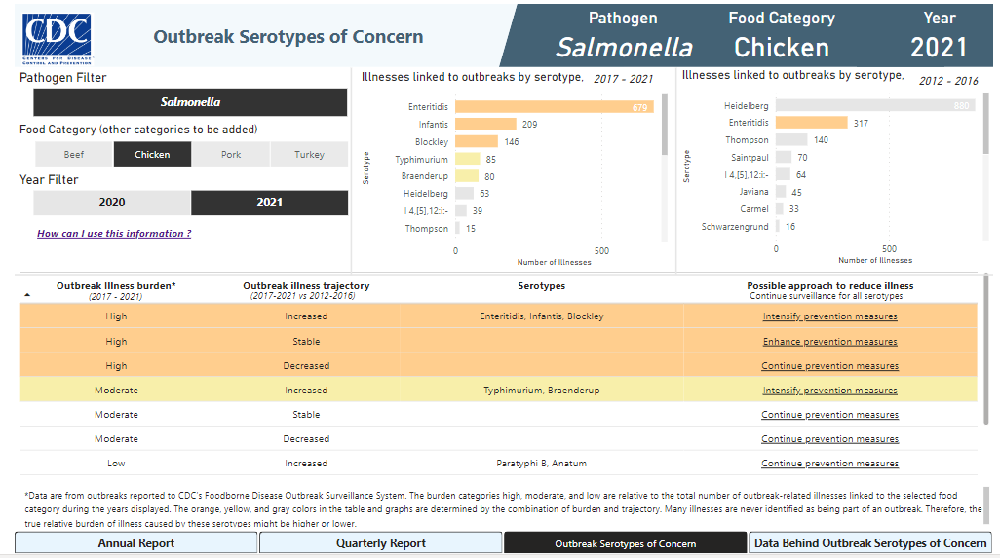 CDC
CENTERS FOR DISEASE
CONTROL AND PREVENTION
Outbreak Serotypes of Concern
Pathogen
Salmonella
Food Category
Chicken
Year
2021
Pathogen Filter
Salmonella
Food Category (other categories to be added)
Beef Chicken Pork Turkey
Year Filter
2020 2021
How can I use this information ?
Illnesses linked to outbreaks by serotype, 2017 - 2021
Serotype
Enteritidis 679
Infantis 209
Blockley 146
Typhimurium 85
Braenderup 80
Heidelberg 63
I 4,[5],12:i:- 39
Thompson 15
0 500
Number of Illnesses
Illnesses linked to outbreaks by serotype, 2012 - 2016
Serotype
Heidelberg 880
Enteritidis 317
Thompson 140
Saintpaul 70
I 4,[5],12:i:- 64
Javiana 45
Carmel 33
Schwarzengrund 16
0 500
Number of Illnesses
Outbreak Illness burden* Outbreak illness trajectory Serotypes Possible approach to reduce illness
(2017 - 2021) (2017-2021 vs 2012-2016) Continue surveillance for all serotypes
High Increased Enteritidis, Infantis, Blockley Intensify prevention measures
High Stable Enhance prevention measures
High Decreased Continue prevention measures
Moderate Increased Typhimurium, Braenderup Intensify prevention measures
Moderate Stable Continue prevention measures
Moderate Decreased Continue prevention measures
Low Increased Paratyphi B, Anatum Continue prevention measures
*Data are from outbreaks reported to CDC's Foodborne Disease Outbreak Surveillance System. The burden categories high, moderate, and low are relative to the total number of outbreak-related illnesses linked to the selected food
category during the years displayed. The orange, yellow, and gray colors in the table and graphs are determined by the combination of burden and trajectory. Many illnesses are never identified as being part of an outbreak. Therefore, the
true relative burden of illness caused by these serotypes might be higher or lower.
Annual Report Quarterly Report Outbreak Serotypes of Concern Data Behind Outbreak Serotypes of Concern